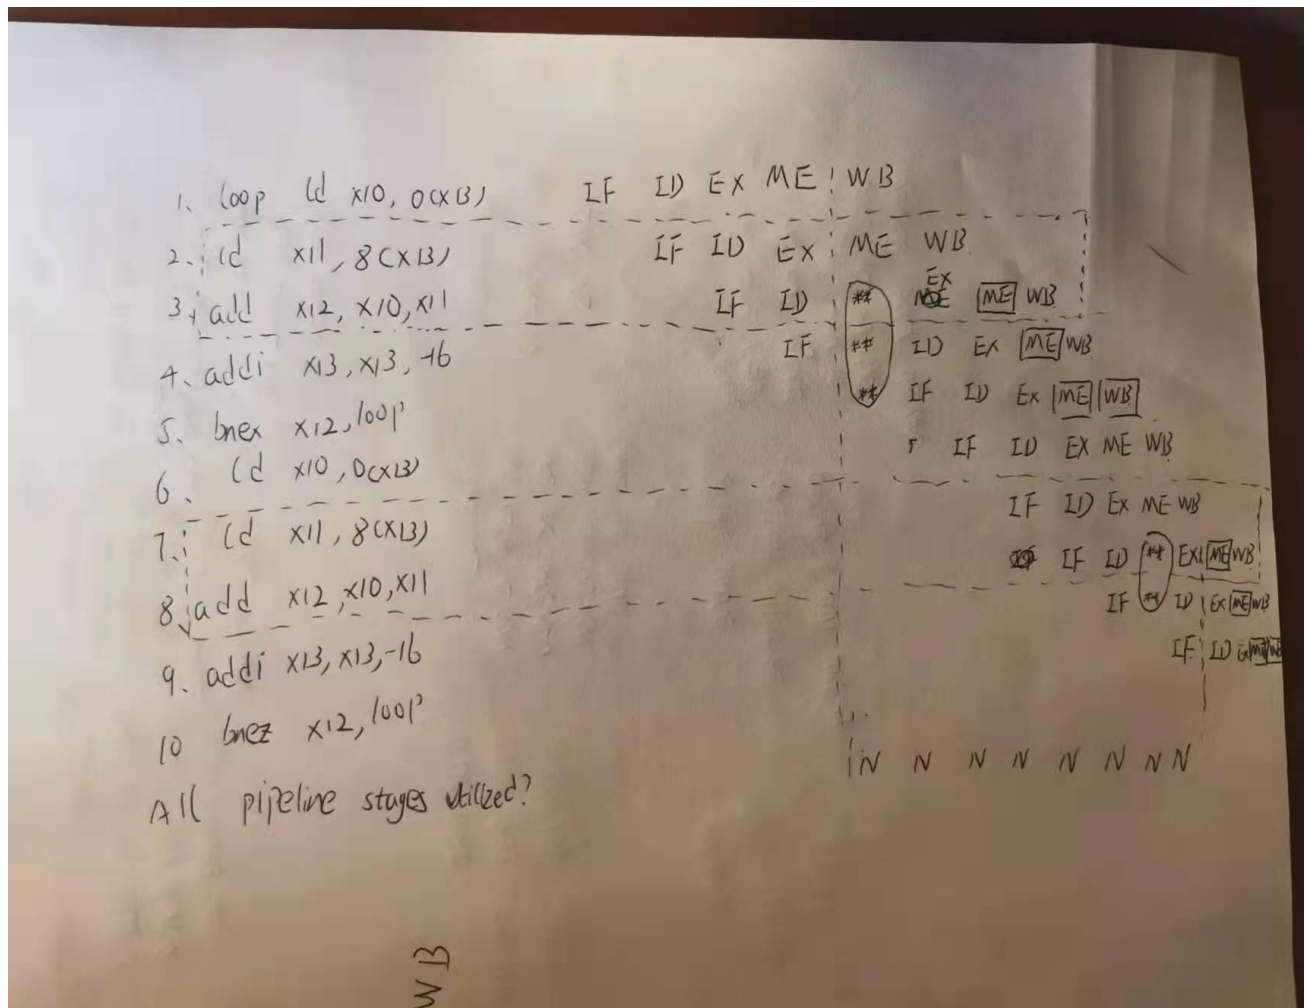 1. loop ld x10, 0(x13) IF ID EX ME WB
2. ld x11, 8(x13) IF ID EX ME WB
3. add x12, x10, x11 IF ID ** EX ME WB
4. addi x13, x13, -16 IF ** ID EX ME WB
5. bnex x12, loop ** IF ID EX ME WB
6. ld x10, 0(x13) IF ID EX ME WB
7. ld x11, 8(x13) IF ID EX ME WB
8. add x12, x10, x11 IF ID ** EX ME WB
9. addi x13, x13, -16 IF ** ID EX ME WB
10 bnez x12, loop IF ID EX ME WB
N N N N N N N N
All pipeline stages utilized?
WB